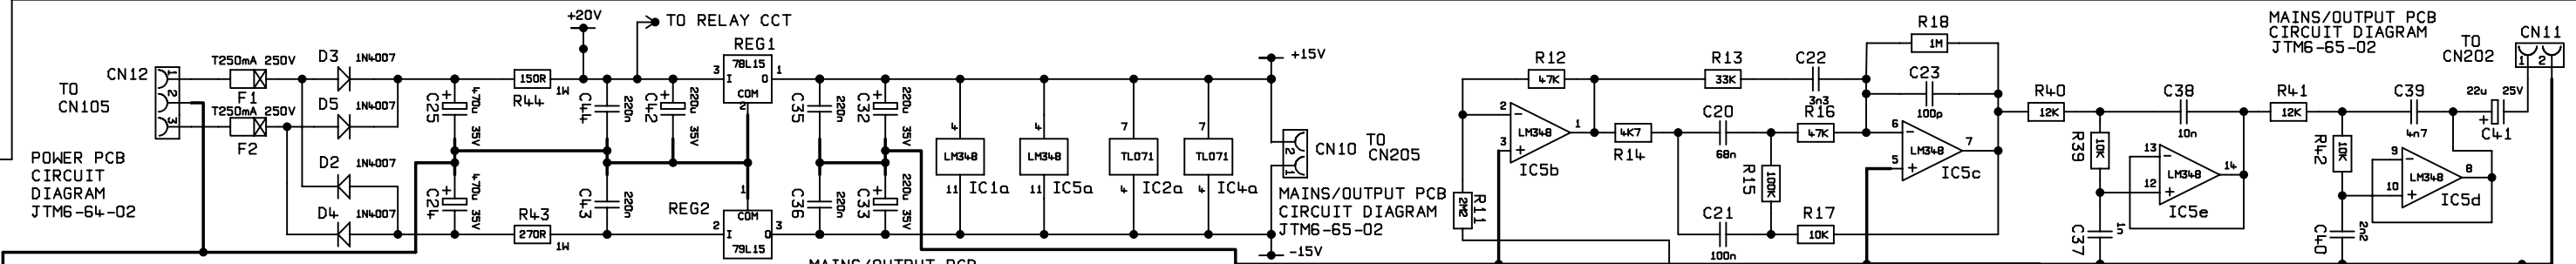 +20V
TO RELAY CCT
TO
CN105
CN12
1
2
3
T250mA 250V
F1
T250mA 250V
F2
D3 1N4007
D5 1N4007
D2 1N4007
D4 1N4007
POWER PCB
CIRCUIT
DIAGRAM
JTM6-64-02
C25 470u 35V
C24 470u 35V
150R
R44 1W
R43
270R
1W
C44 220n
C42 220u 35V
C43 220n
REG1
3 78L15 1
I O
COM
2
REG2
1
COM
2 I O 3
79L15
C35 220n
C32 220u 35V
C36 220n
C33 220u 35V
4
LM348
11 IC1a
4
LM348
11 IC5a
7
TL071
4 IC2a
7
TL071
4 IC4a
+15V
-15V
2
1
CN10 TO
CN205
MAINS/OUTPUT PCB
CIRCUIT DIAGRAM
JTM6-65-02
MAINS/OUTPUT PCB
R12
47K
2
3
LM348
1
IC5b
R11
2M2
4K7
R14
R13
33K
C22
3n3
C20
68n
R16
47K
R15
100K
C21
100n
R17
10K
R18
1M
C23
100p
6
5
LM348
7
IC5c
R40
12K
R39
10K
C37
1n
C38
10n
13
12
LM348
14
IC5e
R41
12K
R42
10K
C40
2n2
C39
4n7
9
10
LM348
8
IC5d
22u 25V
C41
MAINS/OUTPUT PCB
CIRCUIT DIAGRAM
JTM6-65-02
TO
CN202
CN11
1 2